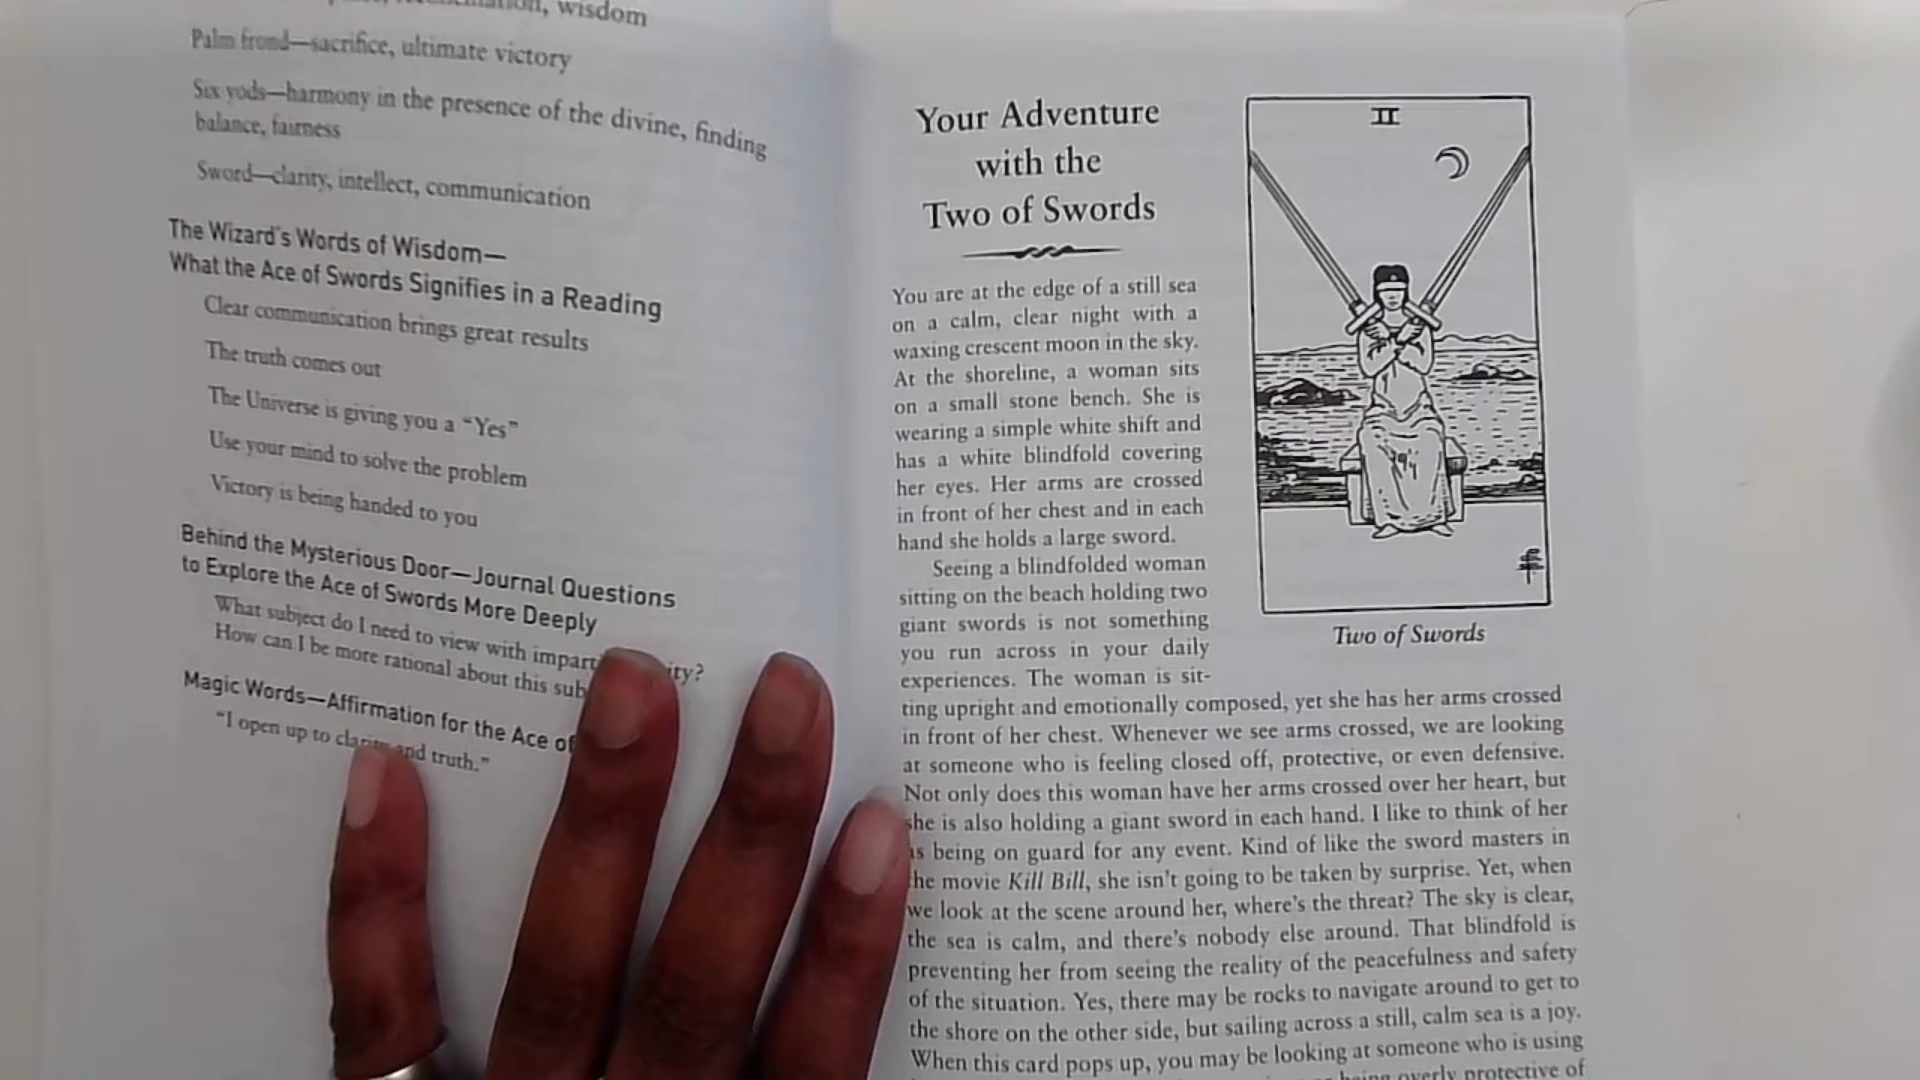 wisdom
Palm frond—sacrifice, ultimate victory
Six yods—harmony in the presence of the divine, finding
balance, fairness
Sword—clarity, intellect, communication
The Wizard's Words of Wisdom—
What the Ace of Swords Signifies in a Reading
Clear communication brings great results
The truth comes out
The Universe is giving you a “Yes”
Use your mind to solve the problem
Victory is being handed to you
Behind the Mysterious Door—Journal Questions
to Explore the Ace of Swords More Deeply
What subject do I need to view with impart ity?
How can I be more rational about this sub
Magic Words—Affirmation for the Ace of
“I open up to clarity and truth.”
Your Adventure
with the
Two of Swords
II
Two of Swords
You are at the edge of a still sea
on a calm, clear night with a
waxing crescent moon in the sky.
At the shoreline, a woman sits
on a small stone bench. She is
wearing a simple white shift and
has a white blindfold covering
her eyes. Her arms are crossed
in front of her chest and in each
hand she holds a large sword.
Seeing a blindfolded woman
sitting on the beach holding two
giant swords is not something
you run across in your daily
experiences. The woman is sit-
ting upright and emotionally composed, yet she has her arms crossed
in front of her chest. Whenever we see arms crossed, we are looking
at someone who is feeling closed off, protective, or even defensive.
Not only does this woman have her arms crossed over her heart, but
she is also holding a giant sword in each hand. I like to think of her
as being on guard for any event. Kind of like the sword masters in
the movie Kill Bill, she isn't going to be taken by surprise. Yet, when
we look at the scene around her, where's the threat? The sky is clear,
the sea is calm, and there's nobody else around. That blindfold is
preventing her from seeing the reality of the peacefulness and safety
of the situation. Yes, there may be rocks to navigate around to get to
the shore on the other side, but sailing across a still, calm sea is a joy.
When this card pops up, you may be looking at someone who is using
being overly protective of